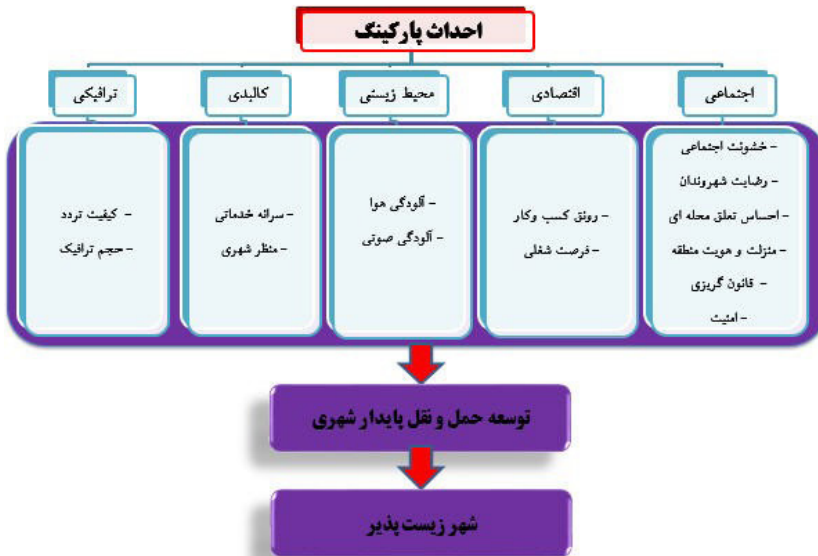 احداث پارکینگ
اجتماعی
اقتصادی
محیط زیستی
کالبدی
ترافیکی
- خشونت اجتماعی
- رضایت شهروندان
- احساس تعلق محله ای
- منزلت و هویت منطقه
- قانون گریزی
- امنیت
- رونق کسب وکار
- فرصت شغلی
- آلودگی هوا
- آلودگی صوتی
- سرانه خدماتی
- منظر شهری
- کیفیت تردد
- حجم ترافیک
توسعه حمل و نقل پایدار شهری
شهر زیست پذیر